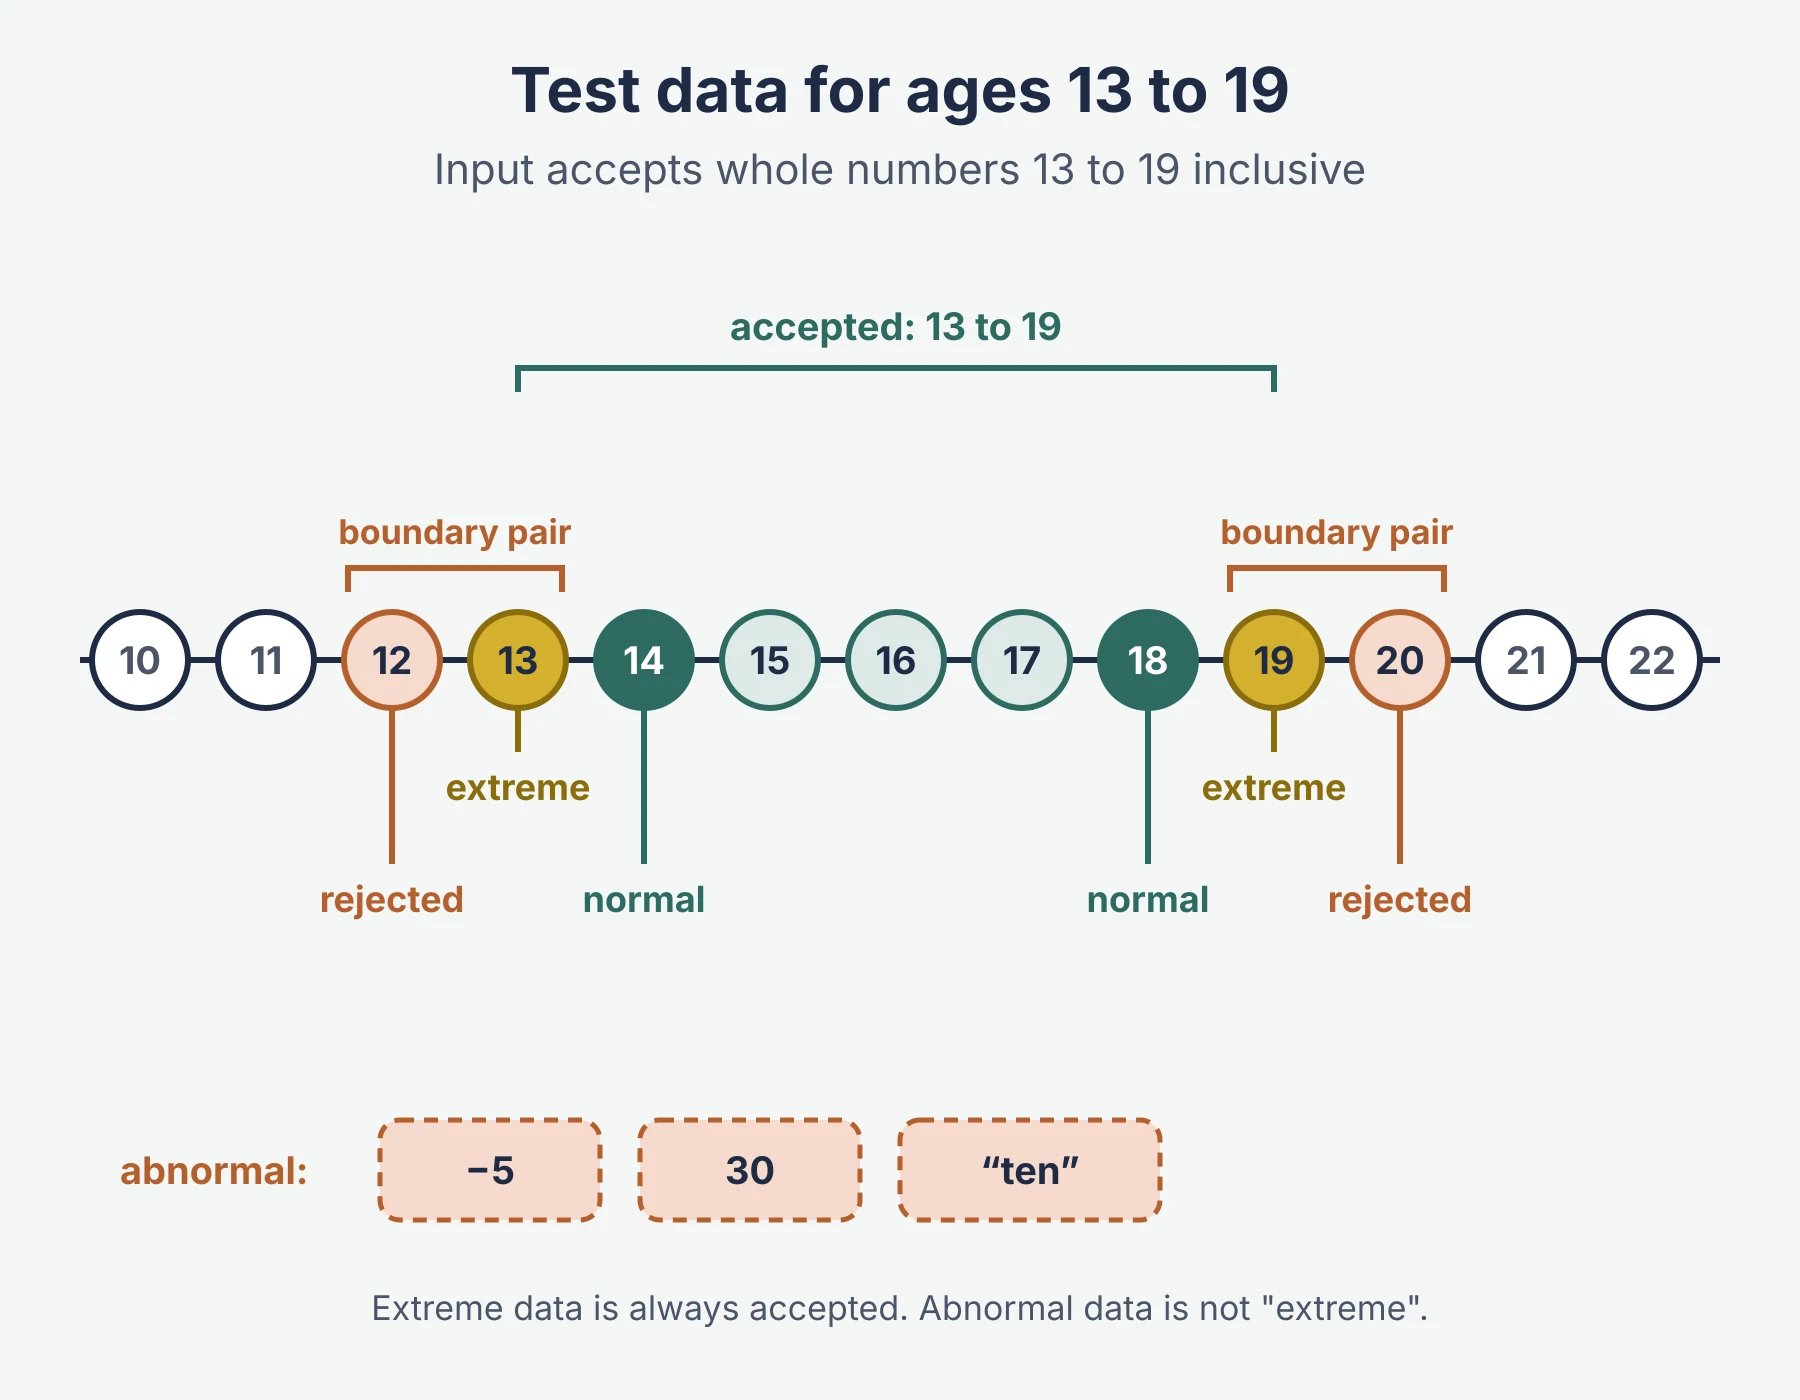 Test data for ages 13 to 19
Input accepts whole numbers 13 to 19 inclusive
accepted: 13 to 19
boundary pair boundary pair
10 11 12 13 14 15 16 17 18 19 20 21 22
extreme extreme
rejected normal normal rejected
abnormal: −5 30 “ten”
Extreme data is always accepted. Abnormal data is not "extreme".